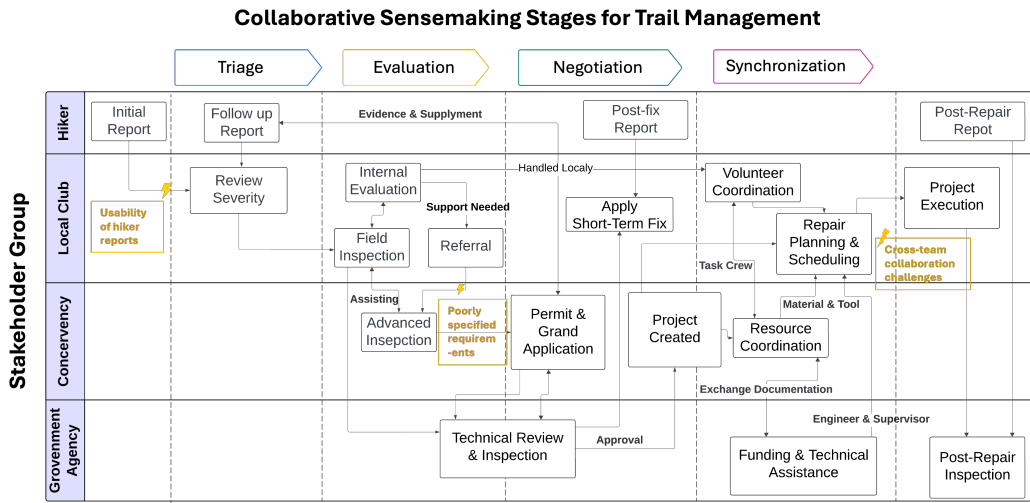 Collaborative Sensemaking Stages for Trail Management
Triage
Evaluation
Negotiation
Synchronization
Stakeholder Group
Hiker
Initial
Report
Follow up
Report
Evidence & Supplyment
Post-fix
Report
Post-Repair
Repot
Local Club
Usability
of hiker
reports
Review
Severity
Internal
Evaluation
Handled Localy
Support Needed
Field
Inspection
Referral
Apply
Short-Term Fix
Volunteer
Coordination
Repair
Planning &
Scheduling
Task Crew
Project
Execution
Cross-team
collaboration
challenges
Concervency
Assisting
Advanced
Insepction
Poorly
specified
requirem
-ents
Permit &
Grand
Application
Project
Created
Material & Tool
Resource
Coordination
Exchange Documentation
Grovenment
Agency
Technical Review
& Inspection
Approval
Engineer & Supervisor
Funding & Technical
Assistance
Post-Repair
Inspection